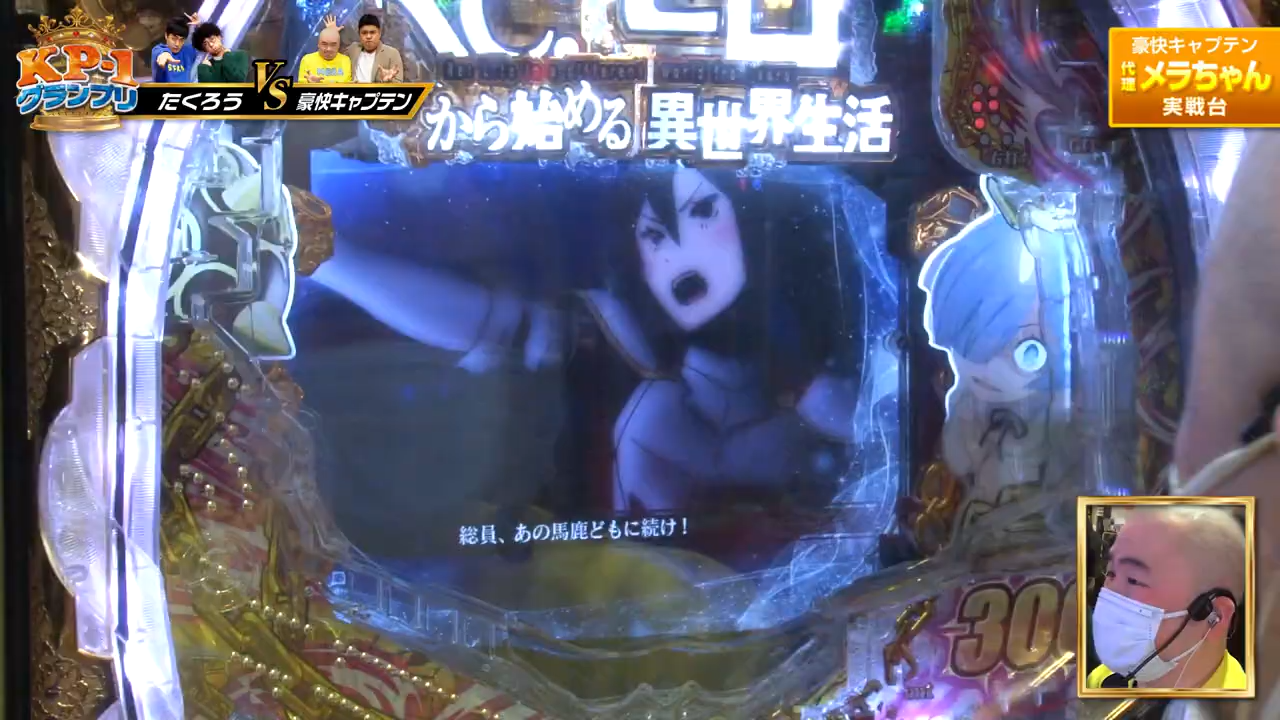 KP-1
グランプリ
たくろう
VS
豪快キャプテン
豪快キャプテン
代理
メラちゃん
実戦台
から始める異世界生活
総員、あの馬鹿どもに続け!
300